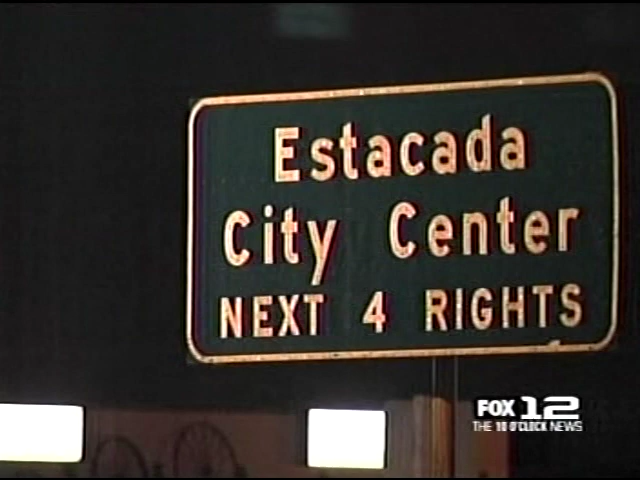 Estacada
City Center
NEXT 4 RIGHTS
FOX 12
THE 10 O'CLOCK NEWS